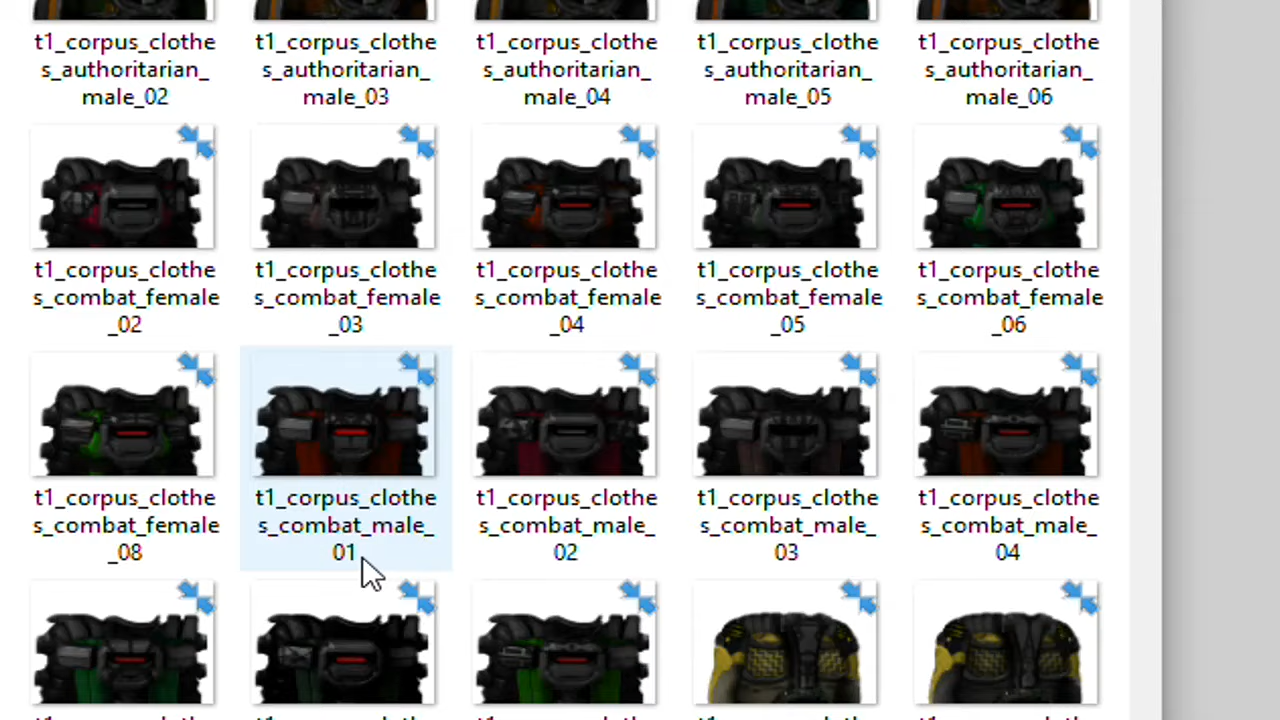 t1_corpus_clothe t1_corpus_clothe t1_corpus_clothe t1_corpus_clothe t1_corpus_clothe
s_authoritarian_ s_authoritarian_ s_authoritarian_ s_authoritarian_ s_authoritarian_
male_02 male_03 male_04 male_05 male_06
t1_corpus_clothe t1_corpus_clothe t1_corpus_clothe t1_corpus_clothe t1_corpus_clothe
s_combat_female s_combat_female s_combat_female s_combat_female s_combat_female
_02 _03 _04 _05 _06
t1_corpus_clothe t1_corpus_clothe t1_corpus_clothe t1_corpus_clothe t1_corpus_clothe
s_combat_female s_combat_male_ s_combat_male_ s_combat_male_ s_combat_male_
_08 01 02 03 04